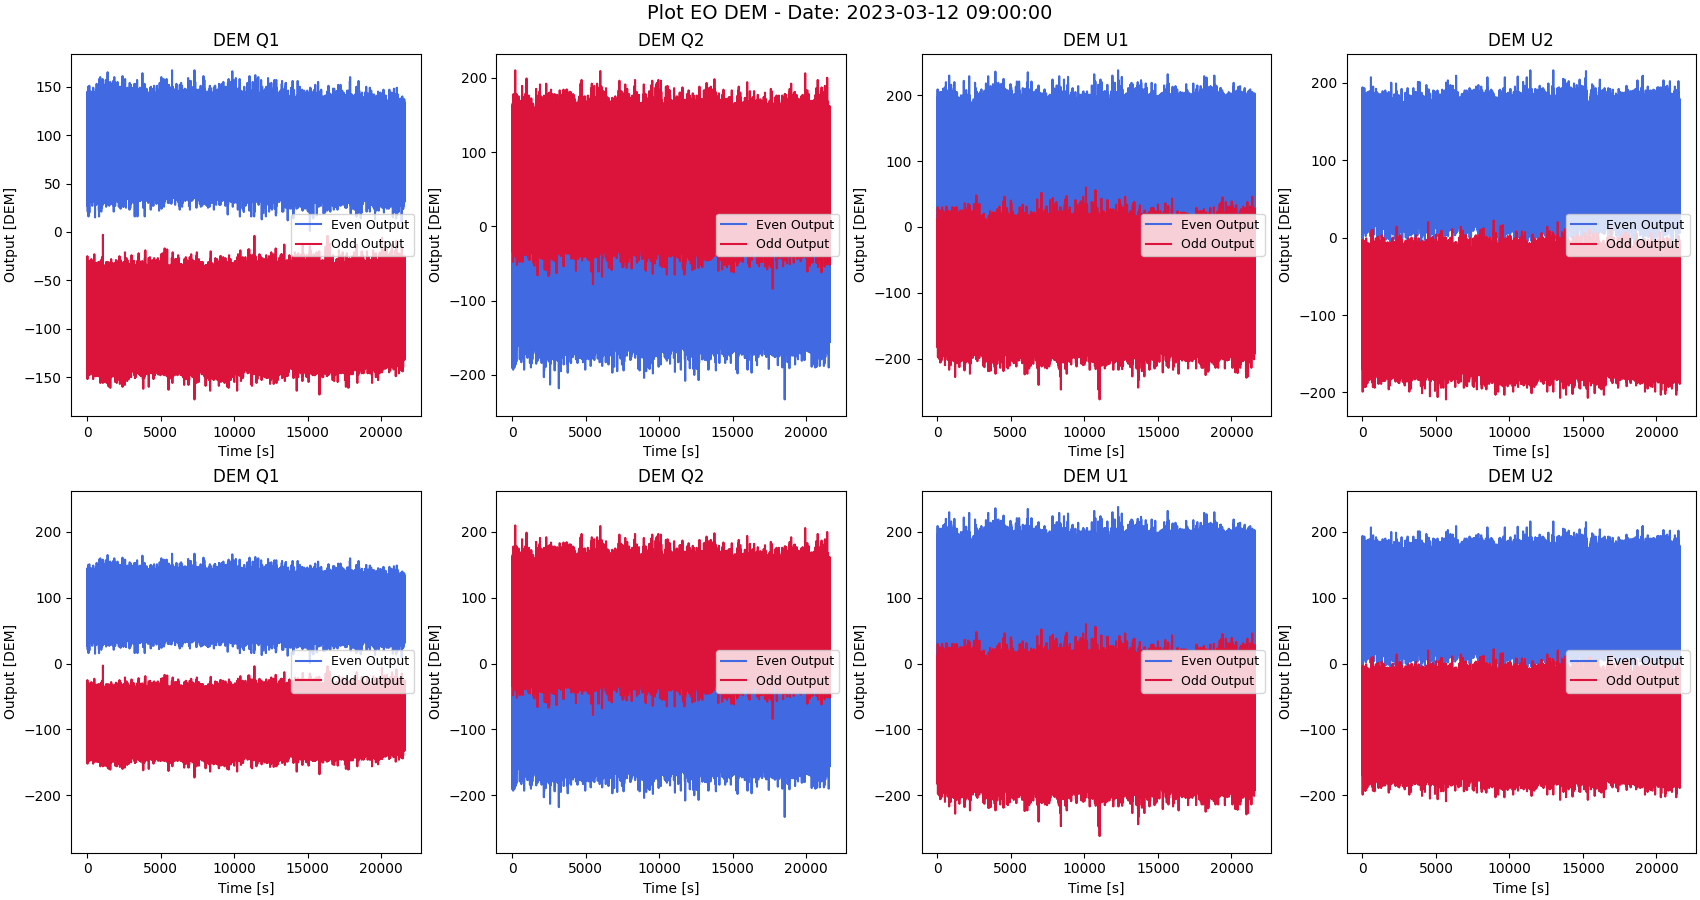 Plot EO DEM - Date: 2023-03-12 09:00:00
DEM Q1
Output [DEM]
150
100
50
0
−50
−100
−150
Even Output
Odd Output
0 5000 10000 15000 20000
Time [s]
DEM Q2
Output [DEM]
200
100
0
−100
−200
Even Output
Odd Output
0 5000 10000 15000 20000
Time [s]
DEM U1
Output [DEM]
200
100
0
−100
−200
Even Output
Odd Output
0 5000 10000 15000 20000
Time [s]
DEM U2
Output [DEM]
200
100
0
−100
−200
Even Output
Odd Output
0 5000 10000 15000 20000
Time [s]
DEM Q1
Output [DEM]
200
100
0
−100
−200
Even Output
Odd Output
0 5000 10000 15000 20000
Time [s]
DEM Q2
Output [DEM]
200
100
0
−100
−200
Even Output
Odd Output
0 5000 10000 15000 20000
Time [s]
DEM U1
Output [DEM]
200
100
0
−100
−200
Even Output
Odd Output
0 5000 10000 15000 20000
Time [s]
DEM U2
Output [DEM]
200
100
0
−100
−200
Even Output
Odd Output
0 5000 10000 15000 20000
Time [s]